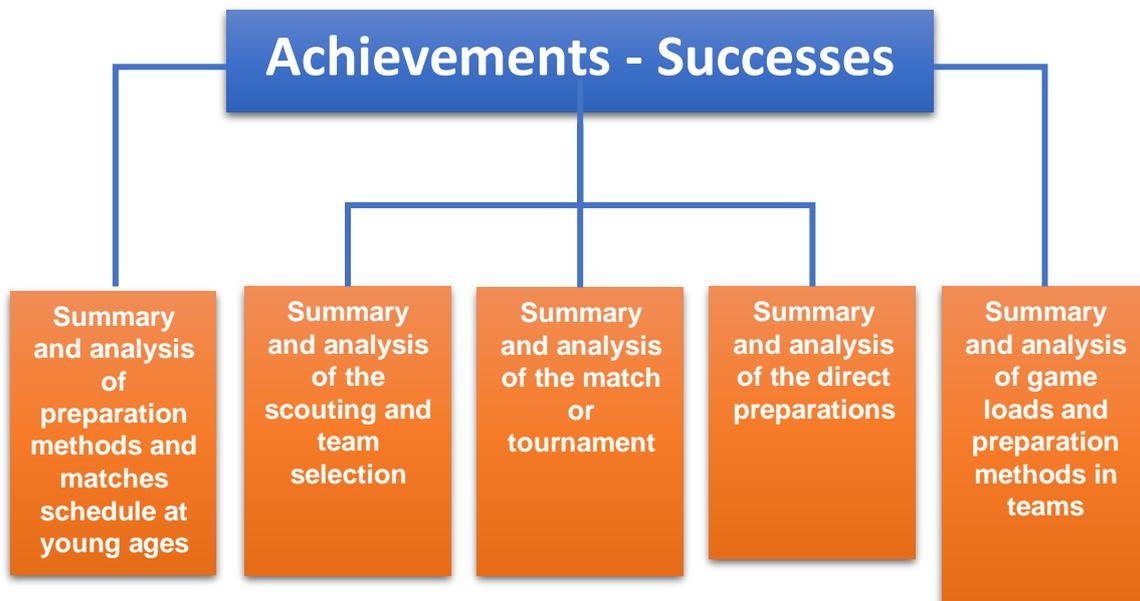 Achievements - Successes
Summary
and analysis
of
preparation
methods and
matches
schedule at
young ages
Summary
and analysis
of the
scouting and
team
selection
Summary
and analysis
of the match
or
tournament
Summary
and analysis
of the direct
preparations
Summary
and analysis
of game
loads and
preparation
methods in
teams